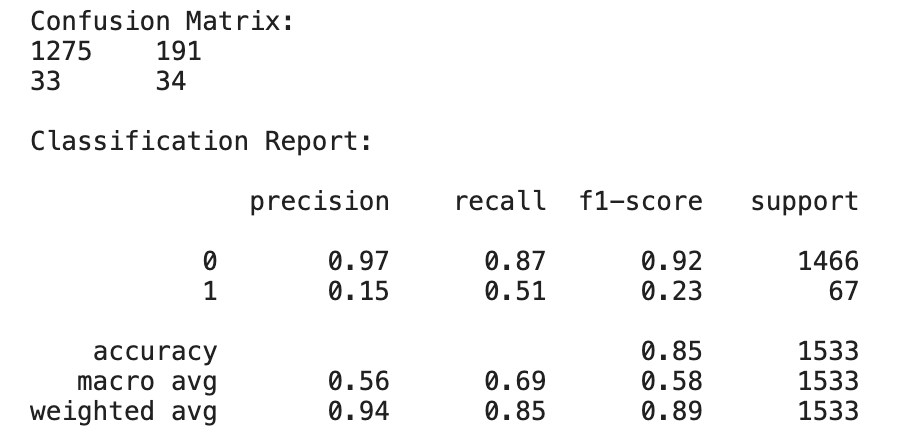 Confusion Matrix:
1275 191
33 34
Classification Report:
precision recall f1-score support
0 0.97 0.87 0.92 1466
1 0.15 0.51 0.23 67
accuracy 0.85 1533
macro avg 0.56 0.69 0.58 1533
weighted avg 0.94 0.85 0.89 1533